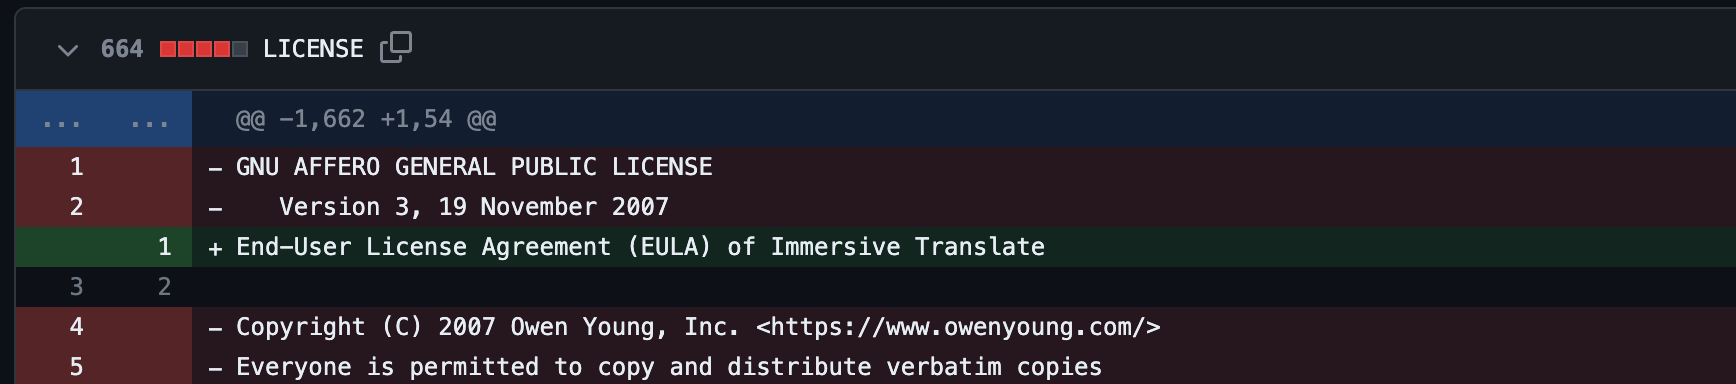 664 LICENSE
... ... @@ -1,662 +1,54 @@
1 - GNU AFFERO GENERAL PUBLIC LICENSE
2 -    Version 3, 19 November 2007
1 + End-User License Agreement (EULA) of Immersive Translate
3 2
4 - Copyright (C) 2007 Owen Young, Inc. <https://www.owenyoung.com/>
5 - Everyone is permitted to copy and distribute verbatim copies